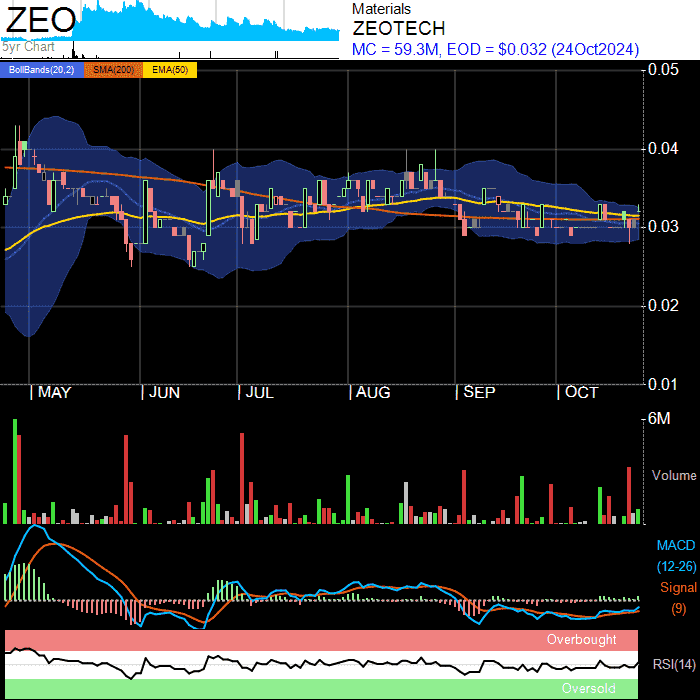 ZEO
5yr Chart
Materials
ZEOTECH
MC = 59.3M, EOD = $0.032 (24Oct2024)
BollBands(20,2) SMA(200) EMA(50)
0.05
0.04
0.03
0.02
0.01
MAY JUN JUL AUG SEP OCT
6M
Volume
MACD
(12-26)
Signal
(9)
Overbought
RSI(14)
Oversold